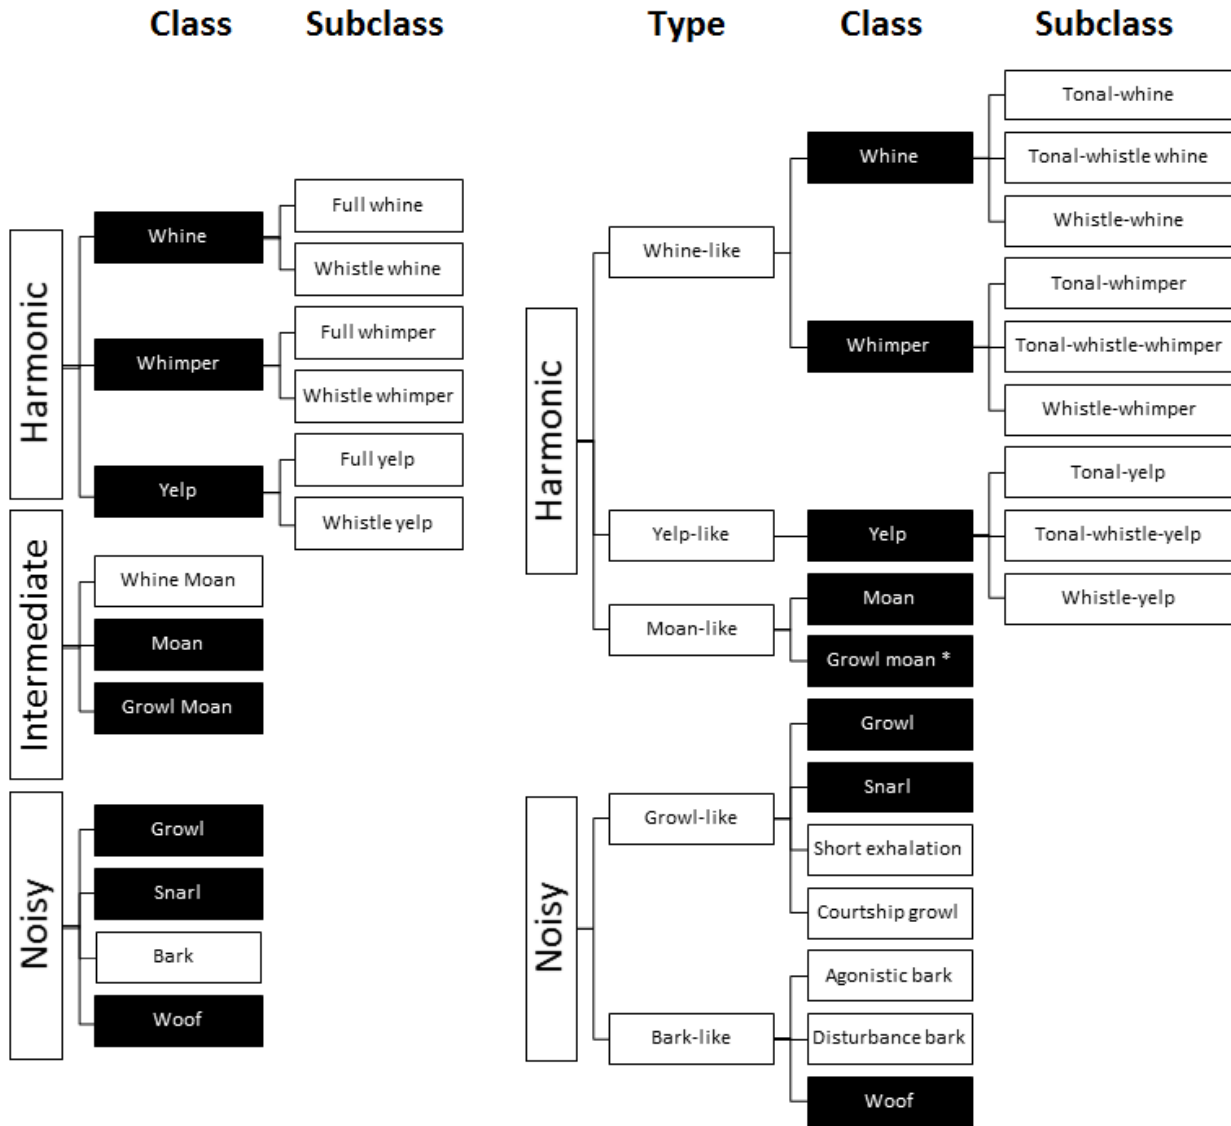 Class Subclass
Harmonic
Whine
Full whine
Whistle whine
Whimper
Full whimper
Whistle whimper
Yelp
Full yelp
Whistle yelp
Intermediate
Whine Moan
Moan
Growl Moan
Noisy
Growl
Snarl
Bark
Woof
Type Class Subclass
Harmonic
Whine-like
Whine
Tonal-whine
Tonal-whistle whine
Whistle-whine
Whimper
Tonal-whimper
Tonal-whistle-whimper
Whistle-whimper
Yelp-like
Yelp
Tonal-yelp
Tonal-whistle-yelp
Whistle-yelp
Moan-like
Moan
Growl moan *
Noisy
Growl-like
Growl
Snarl
Short exhalation
Courtship growl
Bark-like
Agonistic bark
Disturbance bark
Woof